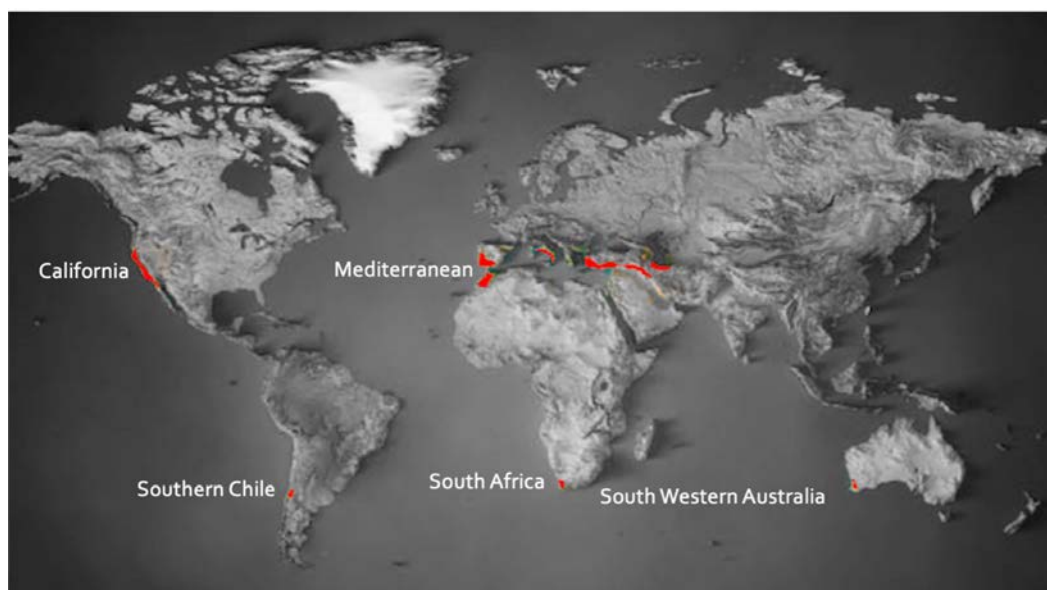 California
Mediterranean
Southern Chile
South Africa
South Western Australia